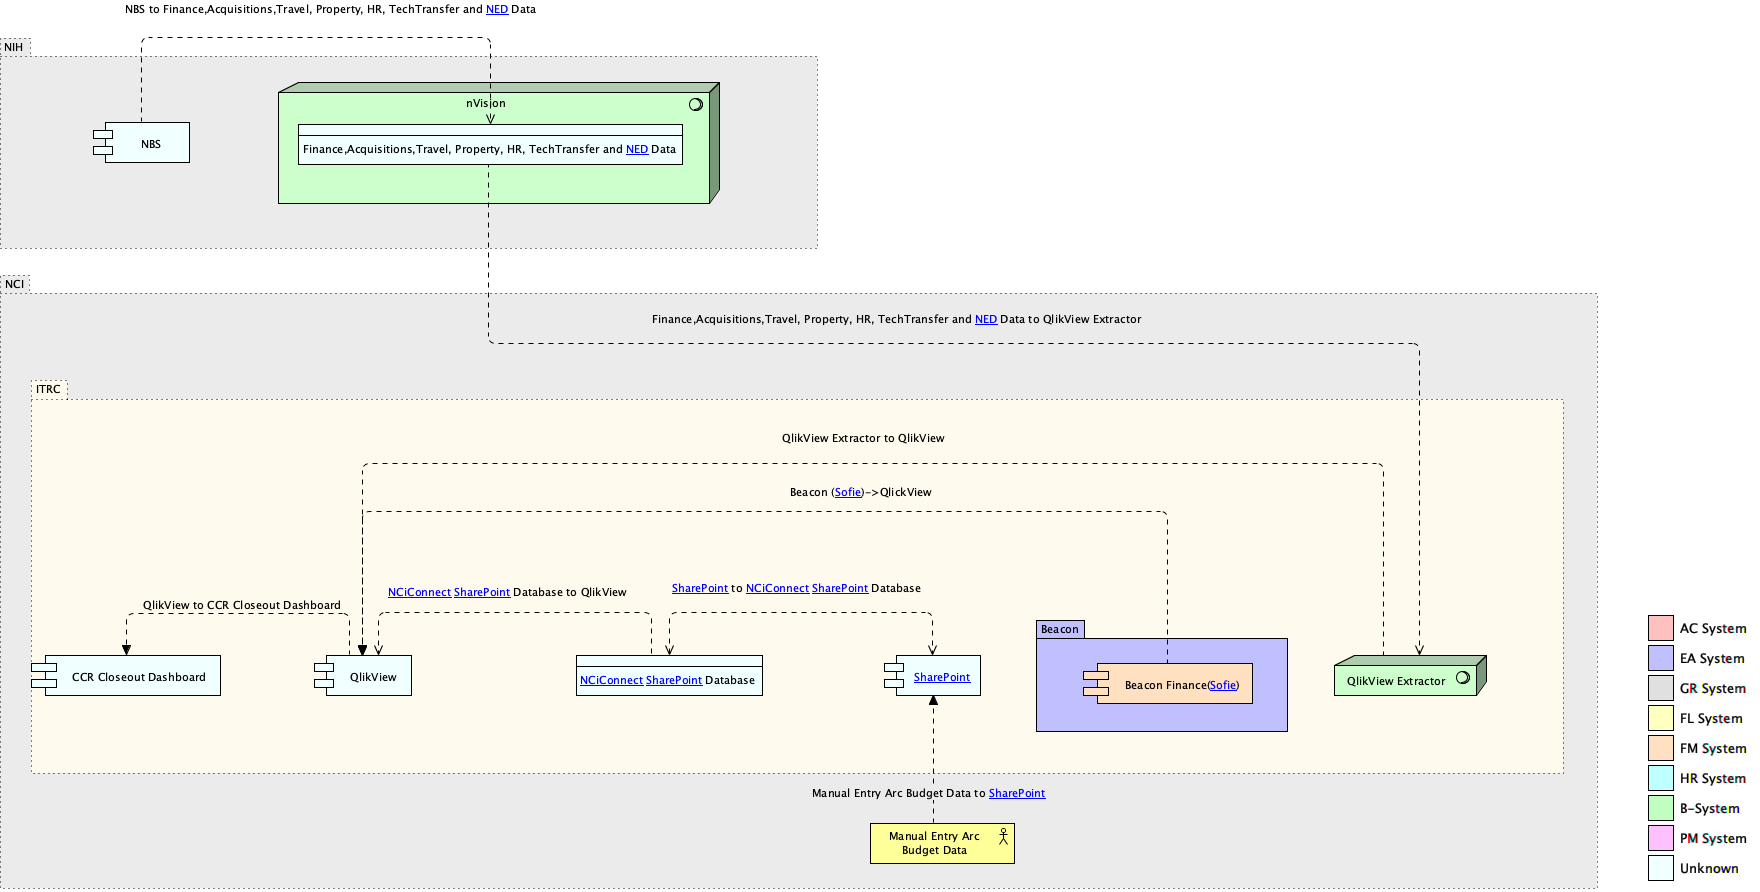 NBS to Finance,Acquisitions,Travel, Property, HR, TechTransfer and NED Data
NIH
nVision
NBS
Finance,Acquisitions,Travel, Property, HR, TechTransfer and NED Data
NCI
Finance,Acquisitions,Travel, Property, HR, TechTransfer and NED Data to QlikView Extractor
ITRC
QlikView Extractor to QlikView
Beacon (Sofie)->QlickView
NCiConnect SharePoint Database to QlikView
SharePoint to NCiConnect SharePoint Database
QlikView to CCR Closeout Dashboard
Beacon
CCR Closeout Dashboard
QlikView
NCiConnect SharePoint Database
SharePoint
Beacon Finance(Sofie)
QlikView Extractor
Manual Entry Arc Budget Data to SharePoint
Manual Entry Arc
Budget Data
AC System
EA System
GR System
FL System
FM System
HR System
B-System
PM System
Unknown